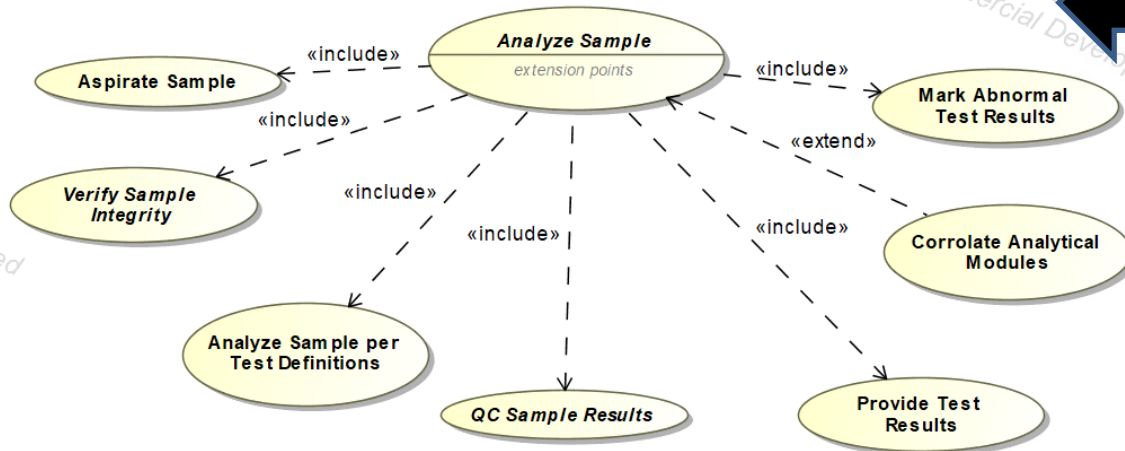 Analyze Sample
extension points
«include»
Aspirate Sample
«include»
Verify Sample
Integrity
«include»
Analyze Sample per
Test Definitions
«include»
QC Sample Results
«include»
Provide Test
Results
«extend»
Corrolate Analytical
Modules
«include»
Mark Abnormal
Test Results